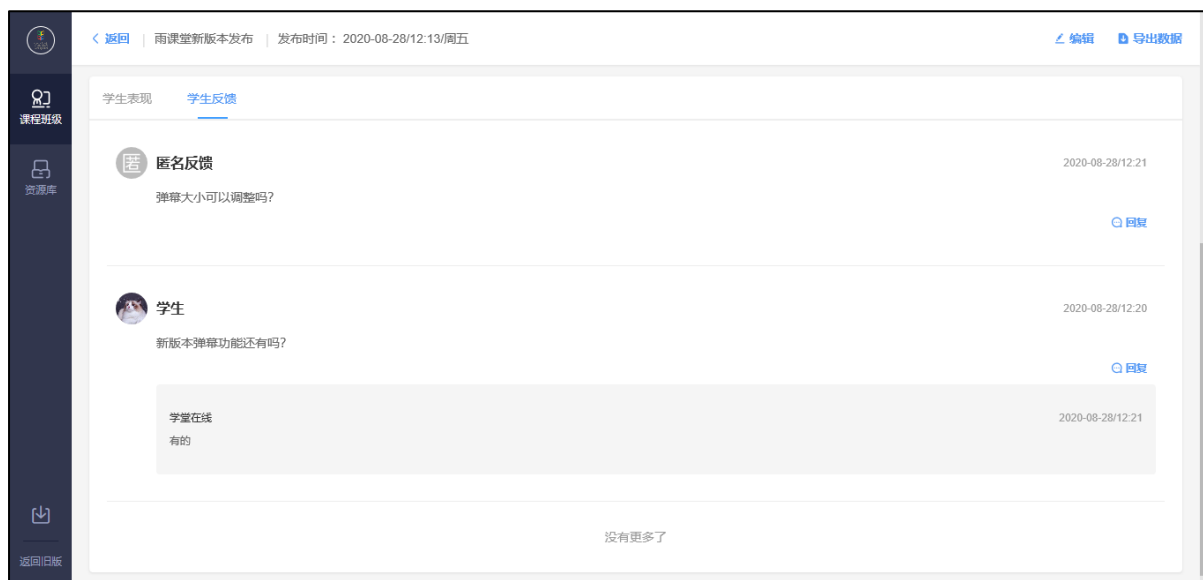 返回 | 雨课堂新版本发布 | 发布时间： 2020-08-28/12:13/周五 编辑 导出数据
课程班级
资源库
返回旧版
学生表现 学生反馈
匿 匿名反馈 2020-08-28/12:21
弹幕大小可以调整吗?
回复
学生 2020-08-28/12:20
新版本弹幕功能还有吗?
回复
学堂在线 2020-08-28/12:21
有的
没有更多了